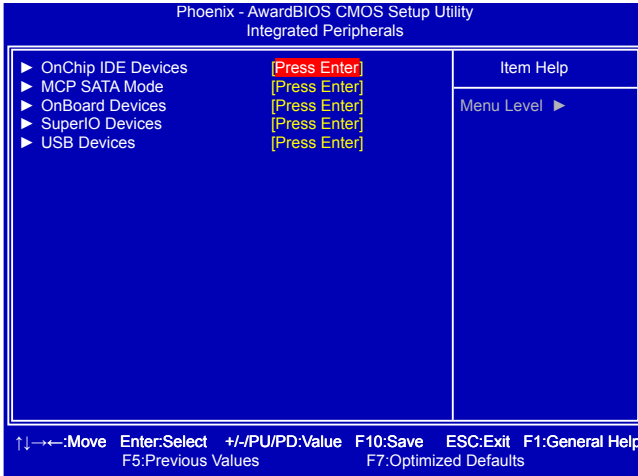 Phoenix - AwardBIOS CMOS Setup Utility
Integrated Peripherals
► OnChip IDE Devices [Press Enter]
► MCP SATA Mode [Press Enter]
► OnBoard Devices [Press Enter]
► SuperIO Devices [Press Enter]
► USB Devices [Press Enter]
Item Help
Menu Level ►
↑↓→←:Move Enter:Select +/-/PU/PD:Value F10:Save ESC:Exit F1:General Help
F5:Previous Values F7:Optimized Defaults